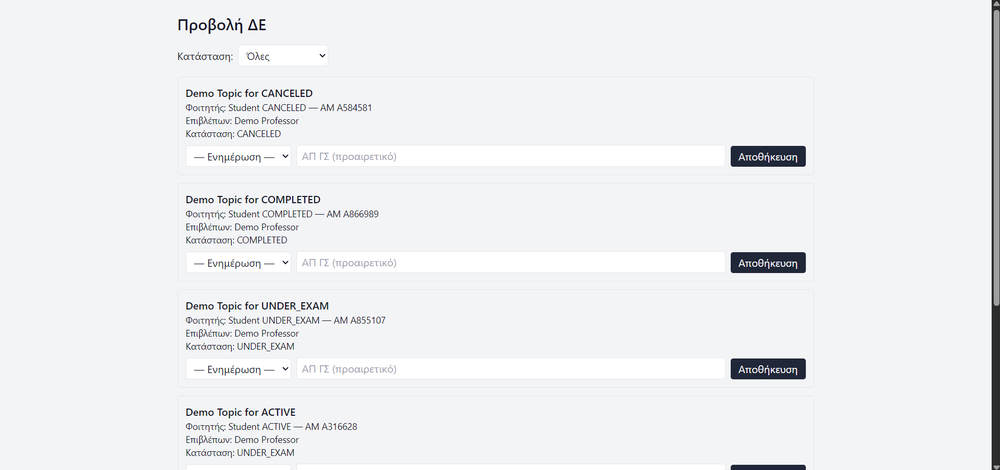 Προβολή ΔΕ
Κατάσταση: Όλες
Demo Topic for CANCELED
Φοιτητής: Student CANCELED — AM A584581
Επιβλέπων: Demo Professor
Κατάσταση: CANCELED
— Ενημέρωση — ΑΠ ΓΣ (προαιρετικό) Αποθήκευση
Demo Topic for COMPLETED
Φοιτητής: Student COMPLETED — AM A866989
Επιβλέπων: Demo Professor
Κατάσταση: COMPLETED
— Ενημέρωση — ΑΠ ΓΣ (προαιρετικό) Αποθήκευση
Demo Topic for UNDER_EXAM
Φοιτητής: Student UNDER_EXAM — AM A855107
Επιβλέπων: Demo Professor
Κατάσταση: UNDER_EXAM
— Ενημέρωση — ΑΠ ΓΣ (προαιρετικό) Αποθήκευση
Demo Topic for ACTIVE
Φοιτητής: Student ACTIVE — AM A316628
Επιβλέπων: Demo Professor
Κατάσταση: UNDER_EXAM